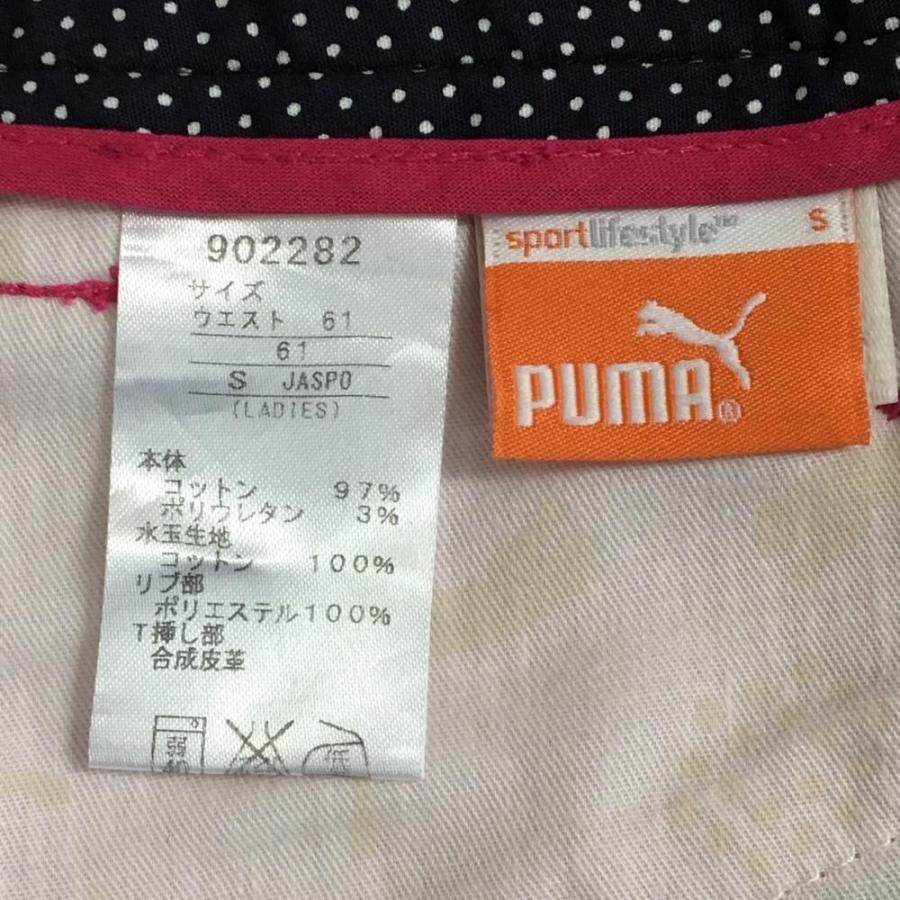 902282
サイズ
ウエスト 61
61
S JASPO
(LADIES)
本体
コットン 97%
ポリウレタン 3%
水玉生地
コットン 100%
リブ部
ポリエステル100%
T挿し部
合成皮革
弱
40
低
sportlifestyle™ S
PUMA®